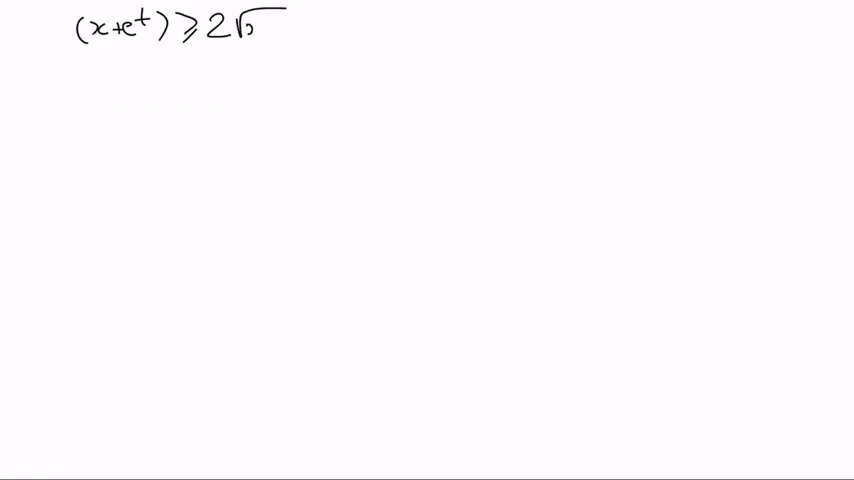 (x+e^t) ⩾ 2√